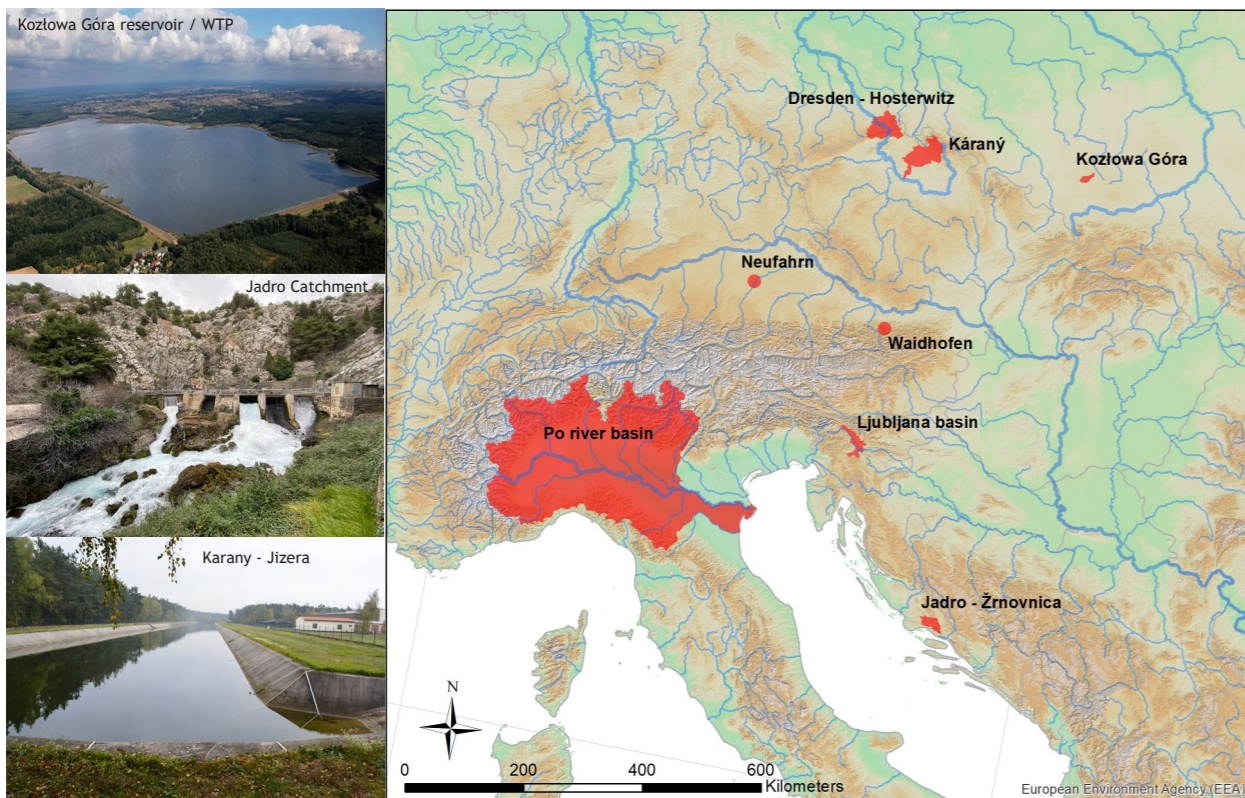 Kozłowa Góra reservoir / WTP
Jadro Catchment
Karany - Jizera
Dresden - Hosterwitz
Káraný
Kozłowa Góra
Neufahrn
Waidhofen
Ljubljana basin
Po river basin
Jadro - Žrnovnica
N
0 200 400 600
Kilometers
European Environment Agency (EEA)